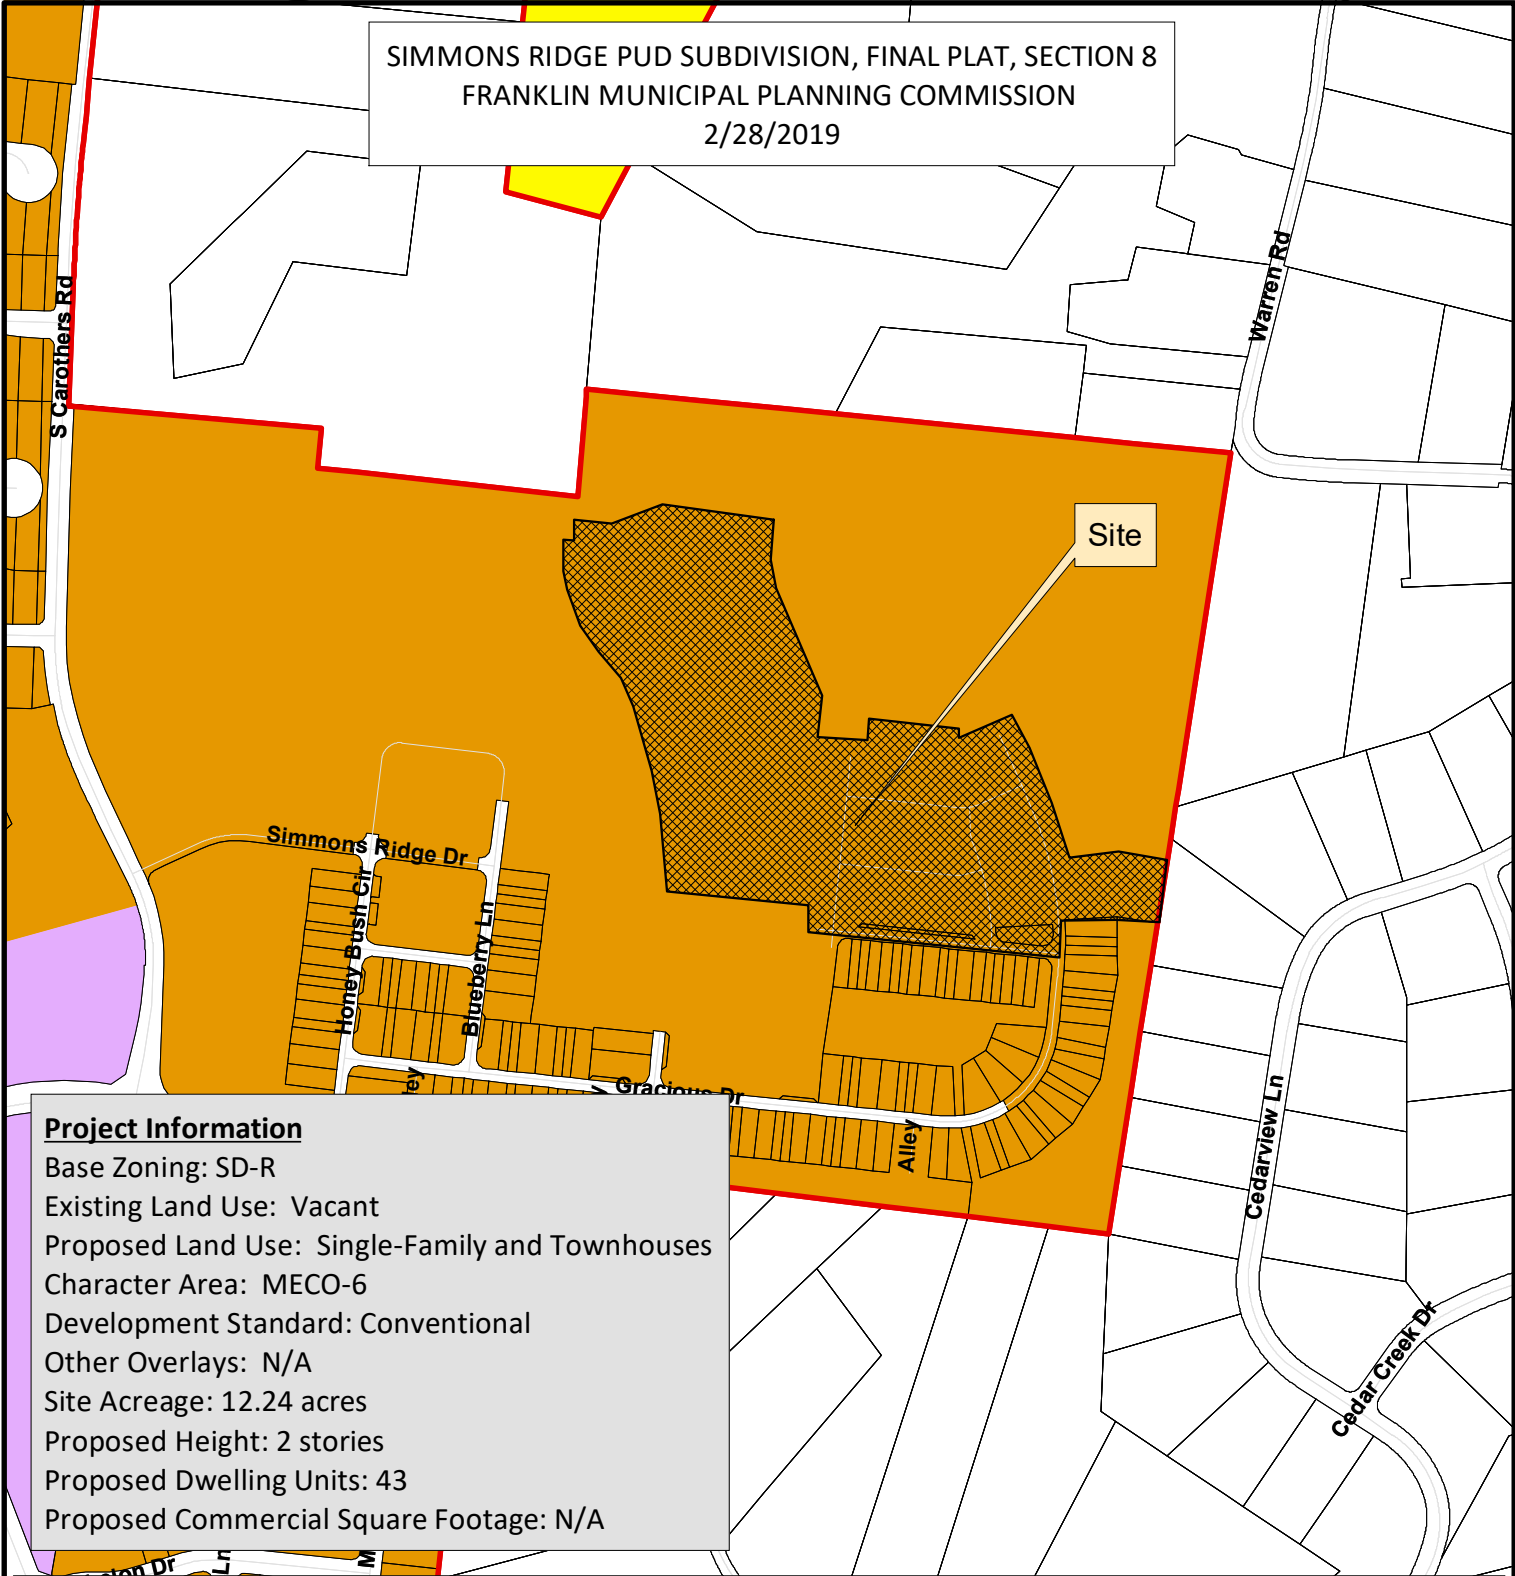 SIMMONS RIDGE PUD SUBDIVISION, FINAL PLAT, SECTION 8
FRANKLIN MUNICIPAL PLANNING COMMISSION
2/28/2019
Warren Rd
S Carothers Rd
Site
Simmons Ridge Dr
Honey Bush Cir
Blueberry Ln
Gracious Dr
Alley
Cedarview Ln
Cedar Creek Dr
Project Information
Base Zoning: SD-R
Existing Land Use: Vacant
Proposed Land Use: Single-Family and Townhouses
Character Area: MECO-6
Development Standard: Conventional
Other Overlays: N/A
Site Acreage: 12.24 acres
Proposed Height: 2 stories
Proposed Dwelling Units: 43
Proposed Commercial Square Footage: N/A
Dr
Ln